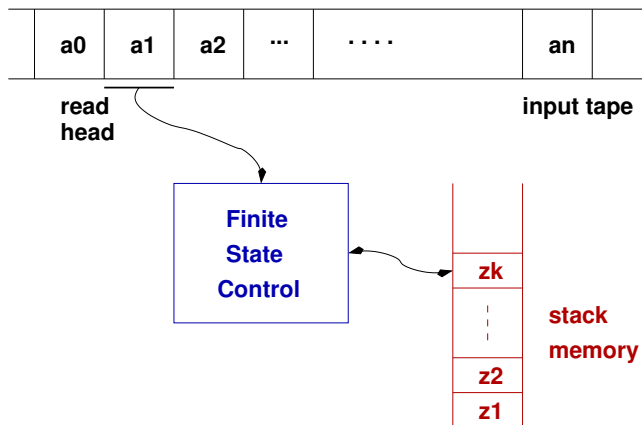 a0 a1 a2 ... .... an
read
head
input tape
Finite
State
Control
zk
stack
memory
z2
z1